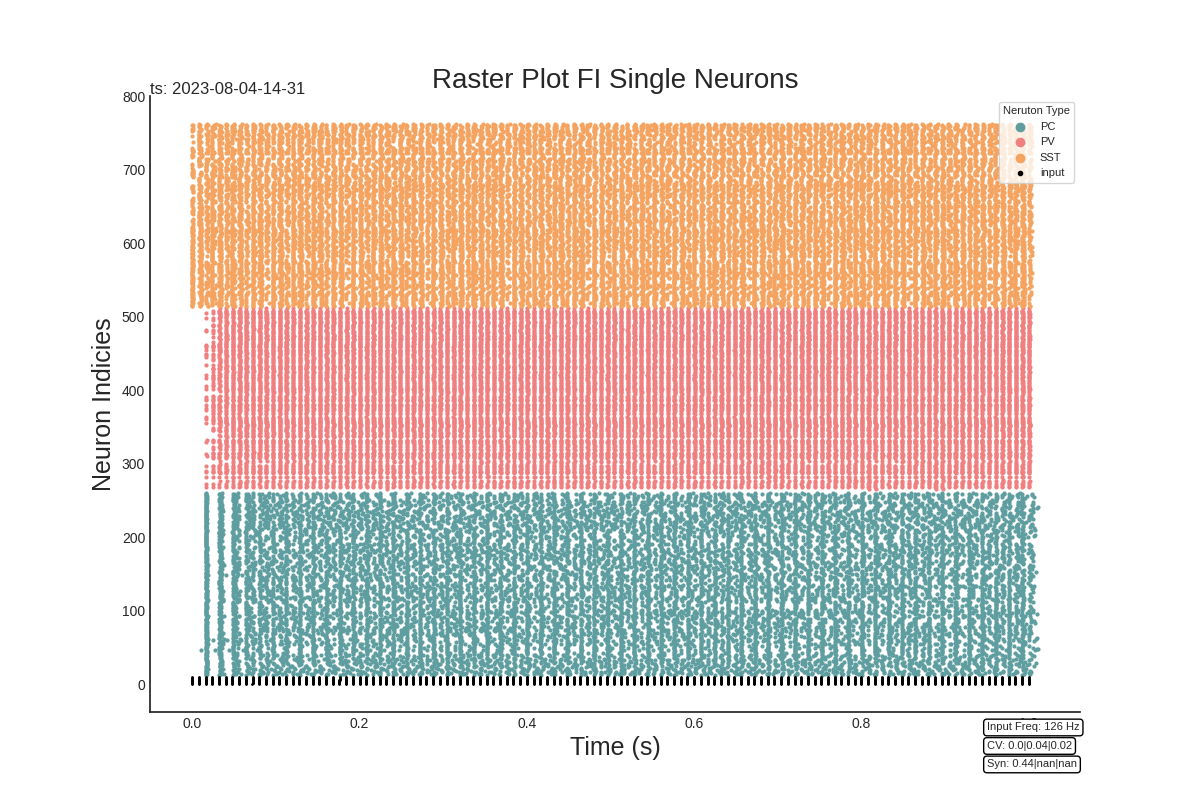 Raster Plot FI Single Neurons
ts: 2023-08-04-14-31
Neruton Type
PC
PV
SST
input
800
700
600
500
400
300
200
100
0
Neuron Indicies
0.0 0.2 0.4 0.6 0.8
Time (s)
Input Freq: 126 Hz
CV: 0.0|0.04|0.02
Syn: 0.44|nan|nan